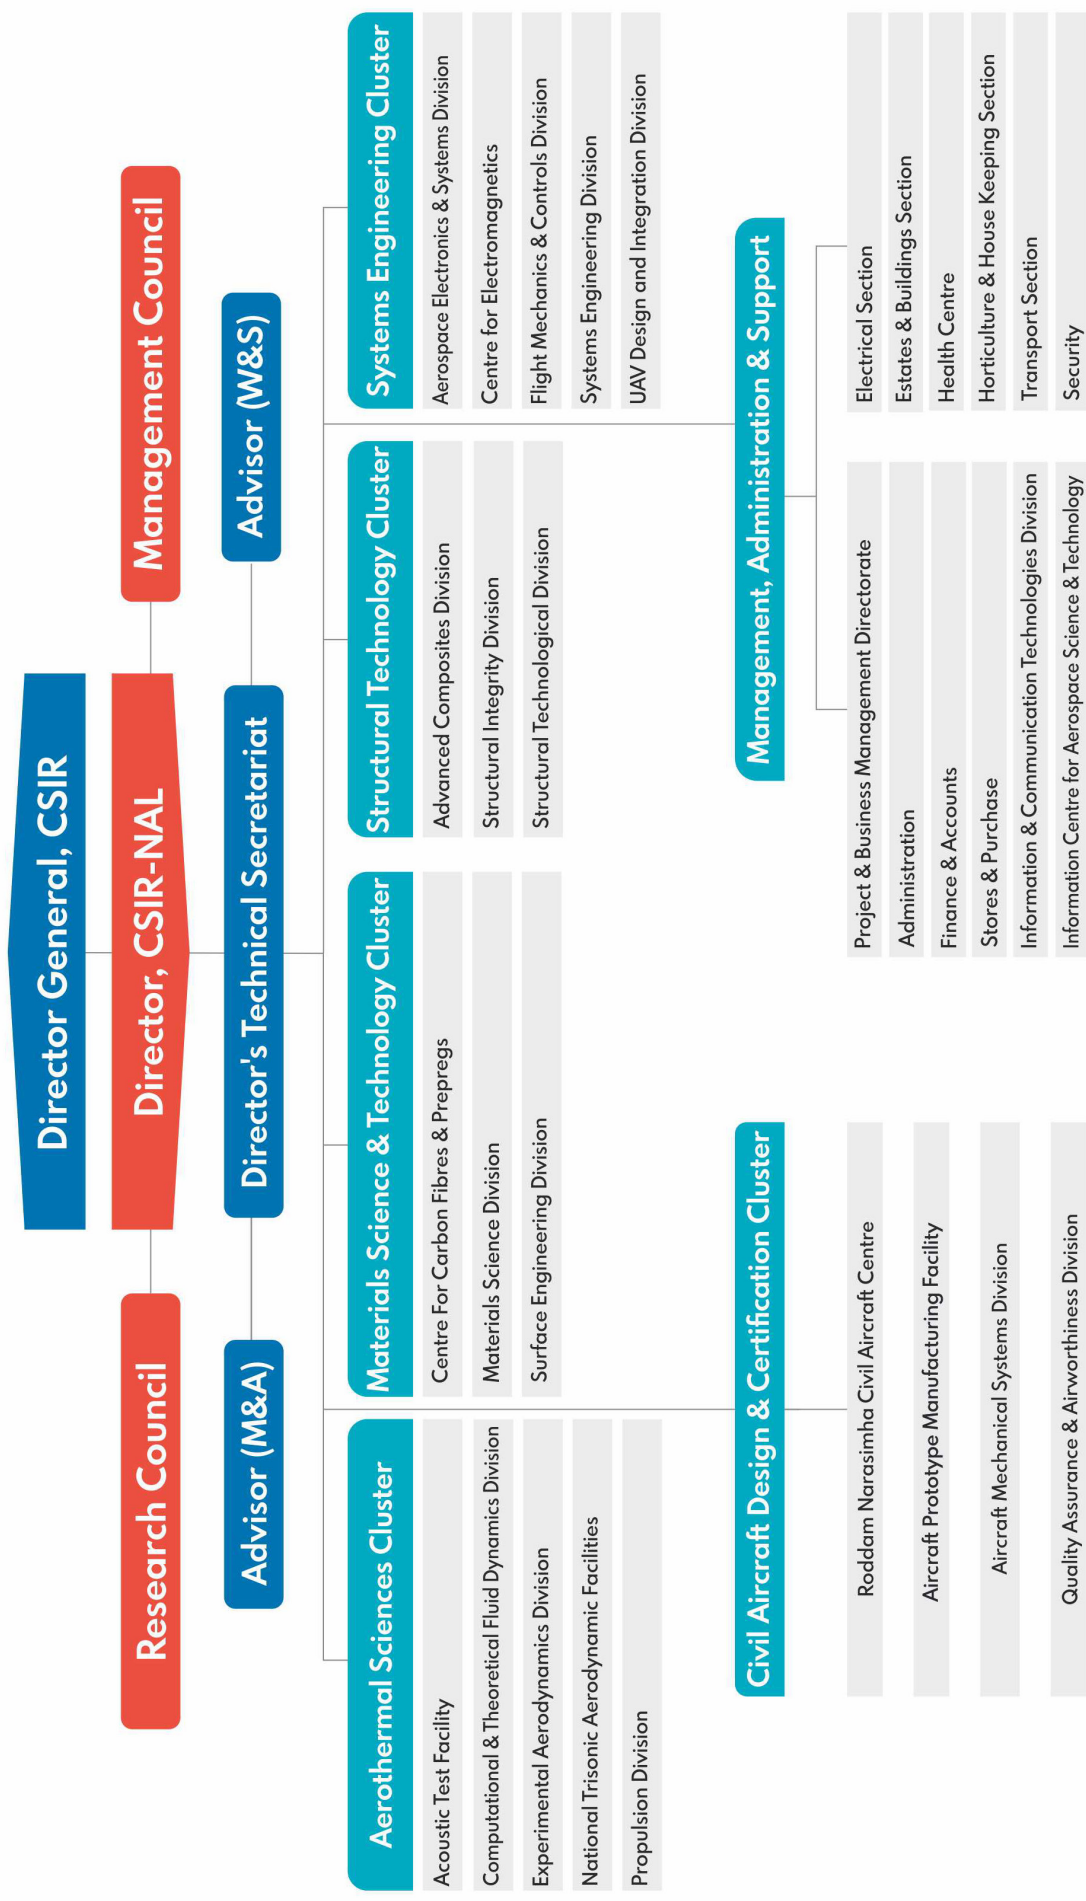 Director General, CSIR
Research Council
Director, CSIR-NAL
Management Council
Advisor (M&A)
Director's Technical Secretariat
Advisor (W&S)
Aerothermal Sciences Cluster
Acoustic Test Facility
Computational & Theoretical Fluid Dynamics Division
Experimental Aerodynamics Division
National Trisonic Aerodynamic Facilities
Propulsion Division
Materials Science & Technology Cluster
Centre For Carbon Fibres & Prepregs
Materials Science Division
Surface Engineering Division
Structural Technology Cluster
Advanced Composites Division
Structural Integrity Division
Structural Technological Division
Systems Engineering Cluster
Aerospace Electronics & Systems Division
Centre for Electromagnetics
Flight Mechanics & Controls Division
Systems Engineering Division
UAV Design and Integration Division
Civil Aircraft Design & Certification Cluster
Roddam Narasimha Civil Aircraft Centre
Aircraft Prototype Manufacturing Facility
Aircraft Mechanical Systems Division
Quality Assurance & Airworthiness Division
Management, Administration & Support
Project & Business Management Directorate
Administration
Finance & Accounts
Stores & Purchase
Information & Communication Technologies Division
Information Centre for Aerospace Science & Technology
Electrical Section
Estates & Buildings Section
Health Centre
Horticulture & House Keeping Section
Transport Section
Security